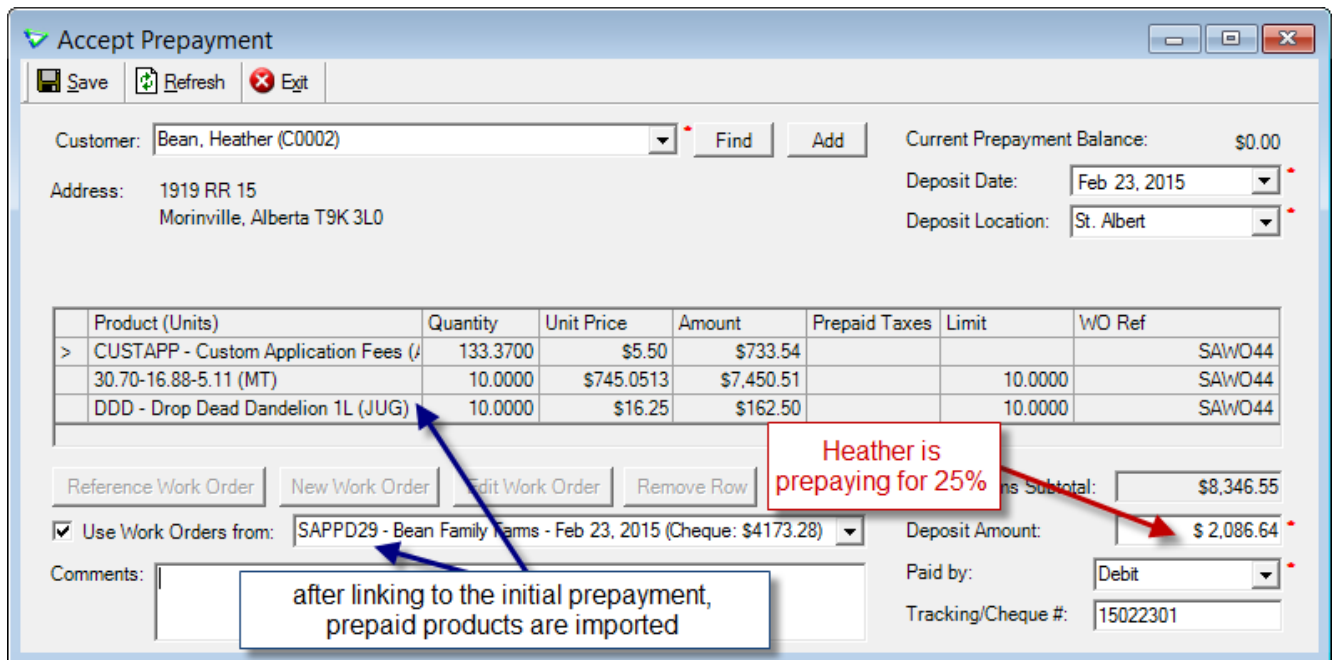 Accept Prepayment
Save Refresh Exit
Customer: Bean, Heather (C0002) * Find Add Current Prepayment Balance: $0.00
Address: 1919 RR 15 Deposit Date: Feb 23, 2015 *
Morinville, Alberta T9K 3L0 Deposit Location: St. Albert *
Product (Units) Quantity Unit Price Amount Prepaid Taxes Limit WO Ref
> CUSTAPP - Custom Application Fees (A 133.3700 $5.50 $733.54 SAWO44
30.70-16.88-5.11 (MT) 10.0000 $745.0513 $7,450.51 10.0000 SAWO44
DDD - Drop Dead Dandelion 1L (JUG) 10.0000 $16.25 $162.50 10.0000 SAWO44
Heather is
prepaying for 25%
Reference Work Order New Work Order Edit Work Order Remove Row Subtotal: $8,346.55
Use Work Orders from: SAPPD29 - Bean Family Farms - Feb 23, 2015 (Cheque: $4173.28) Deposit Amount: $ 2,086.64 *
Comments: Paid by: Debit *
after linking to the initial prepayment,
prepaid products are imported
Tracking/Cheque #: 15022301